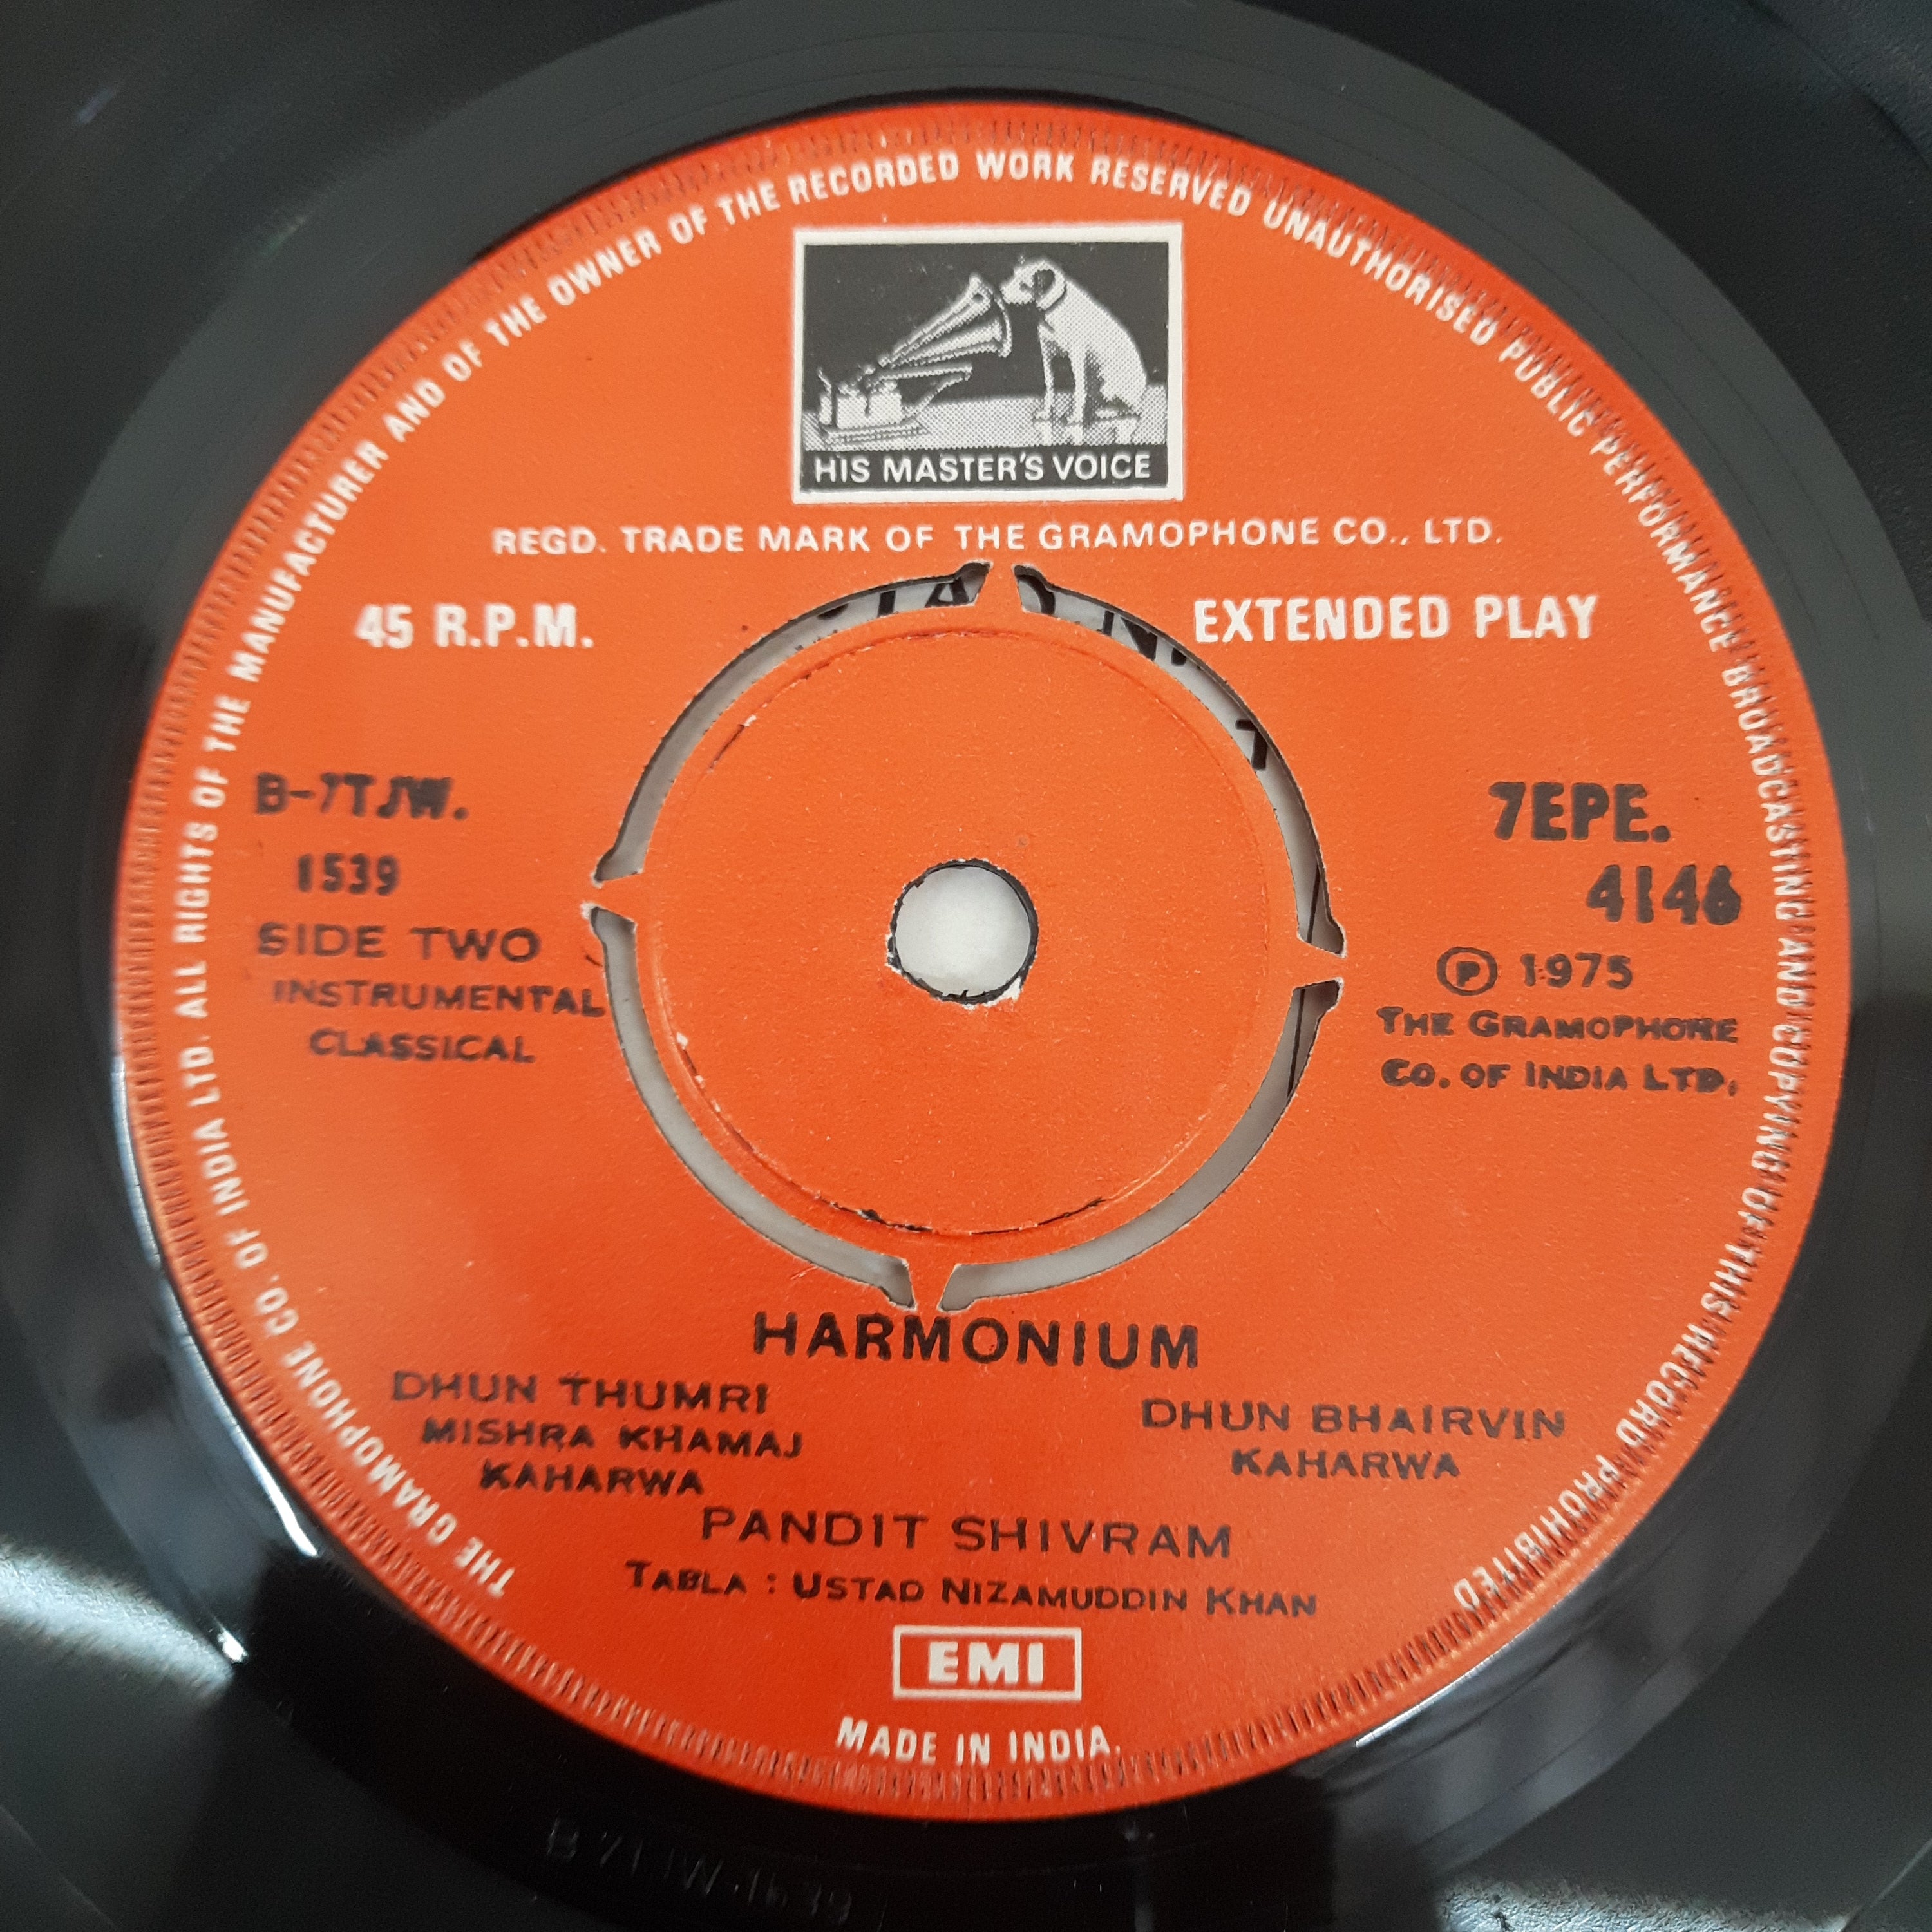 THE GRAMOPHONE CO. OF INDIA LTD. ALL RIGHTS OF THE MANUFACTURER AND OF THE OWNER OF THE RECORDED WORK RESERVED UNAUTHORISED PUBLIC PERFORMANCE BROADCASTING AND COPYING OF THIS RECORD PROHIBITED
HIS MASTER'S VOICE
REGD. TRADE MARK OF THE GRAMOPHONE CO., LTD.
45 R.P.M.
EXTENDED PLAY
B-7TJW.
1539
SIDE TWO
INSTRUMENTAL
CLASSICAL
7EPE.
4146
℗ 1975
THE GRAMOPHONE
CO. OF INDIA LTD.
HARMONIUM
DHUN THUMRI
MISHRA KHAMAJ
KAHARWA
DHUN BHAIRVIN
KAHARWA
PANDIT SHIVRAM
TABLA : USTAD NIZAMUDDIN KHAN
EMI
MADE IN INDIA.